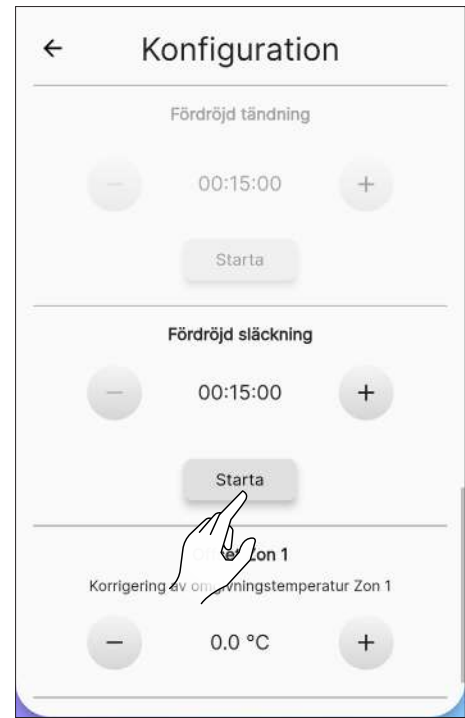 Konfiguration
Fördröjd tändning
00:15:00
Starta
Fördröjd släckning
00:15:00
Starta
Zon 1
Korrigering av omgivningstemperatur Zon 1
0.0 °C